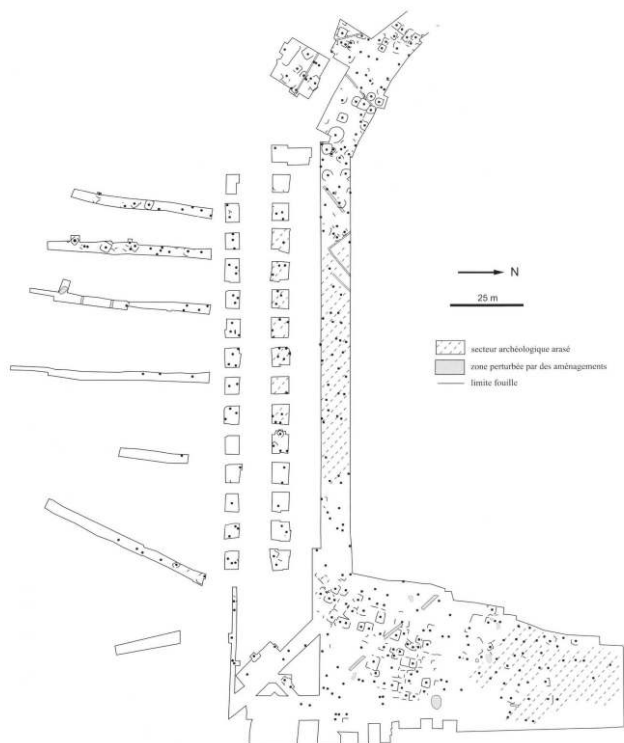 N
25 m
secteur archéologique arasé
zone perturbée par des aménagements
limite fouille